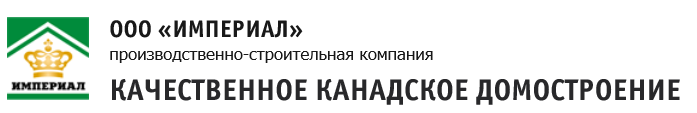 ООО «ИМПЕРИАЛ»
производственно-строительная компания
ИМПЕРИАЛ
КАЧЕСТВЕННОЕ КАНАДСКОЕ ДОМОСТРОЕНИЕ